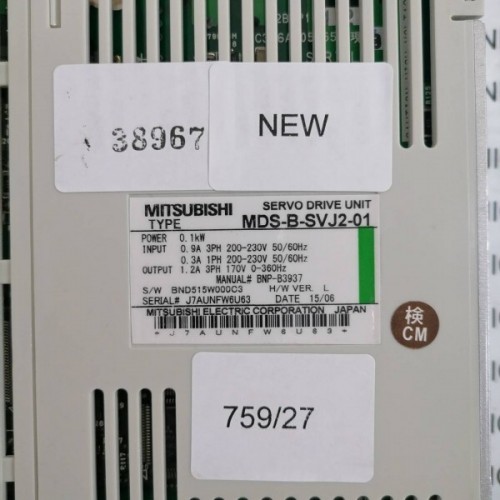 38967
NEW
MITSUBISHI SERVO DRIVE UNIT
TYPE MDS-B-SVJ2-01
POWER 0.1kW
INPUT 0.9A 3PH 200-230V 50/60Hz
0.3A 1PH 200-230V 50/60Hz
OUTPUT 1.2A 3PH 170V 0-360Hz
MANUAL# BNP-B3937
S/W BND515W000C3 H/W VER. L
SERIAL# J7AUNFW6U63 DATE 15/06
MITSUBISHI ELECTRIC CORPORATION JAPAN
+J7AUNFW6U63+
検
CM
759/27